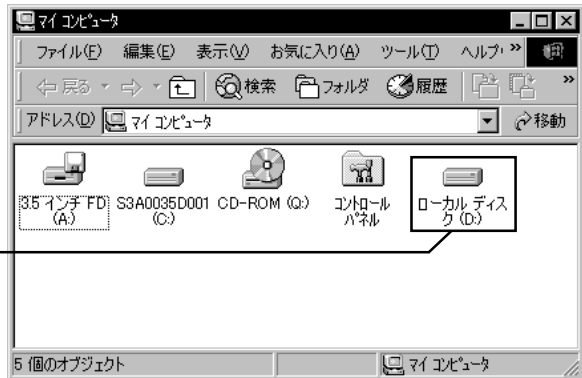 マイ コンピュータ
ファイル(F) 編集(E) 表示(V) お気に入り(A) ツール(T) ヘルプ »
戻る 検索 フォルダ 履歴 »
アドレス(D) マイ コンピュータ 移動
3.5 インチ FD (A:)
S3A0035D001 (C:)
CD-ROM (Q:)
コントロール パネル
ローカル ディスク (D:)
5 個のオブジェクト マイ コンピュータ